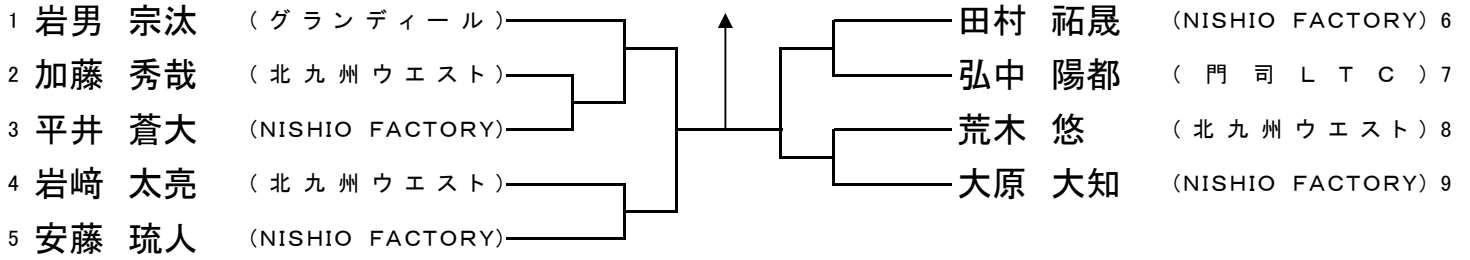 1 岩男 宗汰 (グランディール)
2 加藤 秀哉 (北九州ウエスト)
3 平井 蒼大 (NISHIO FACTORY)
4 岩﨑 太亮 (北九州ウエスト)
5 安藤 琉人 (NISHIO FACTORY)
田村 祐晟 (NISHIO FACTORY) 6
弘中 陽都 (門司LTC) 7
荒木 悠 (北九州ウエスト) 8
大原 大知 (NISHIO FACTORY) 9